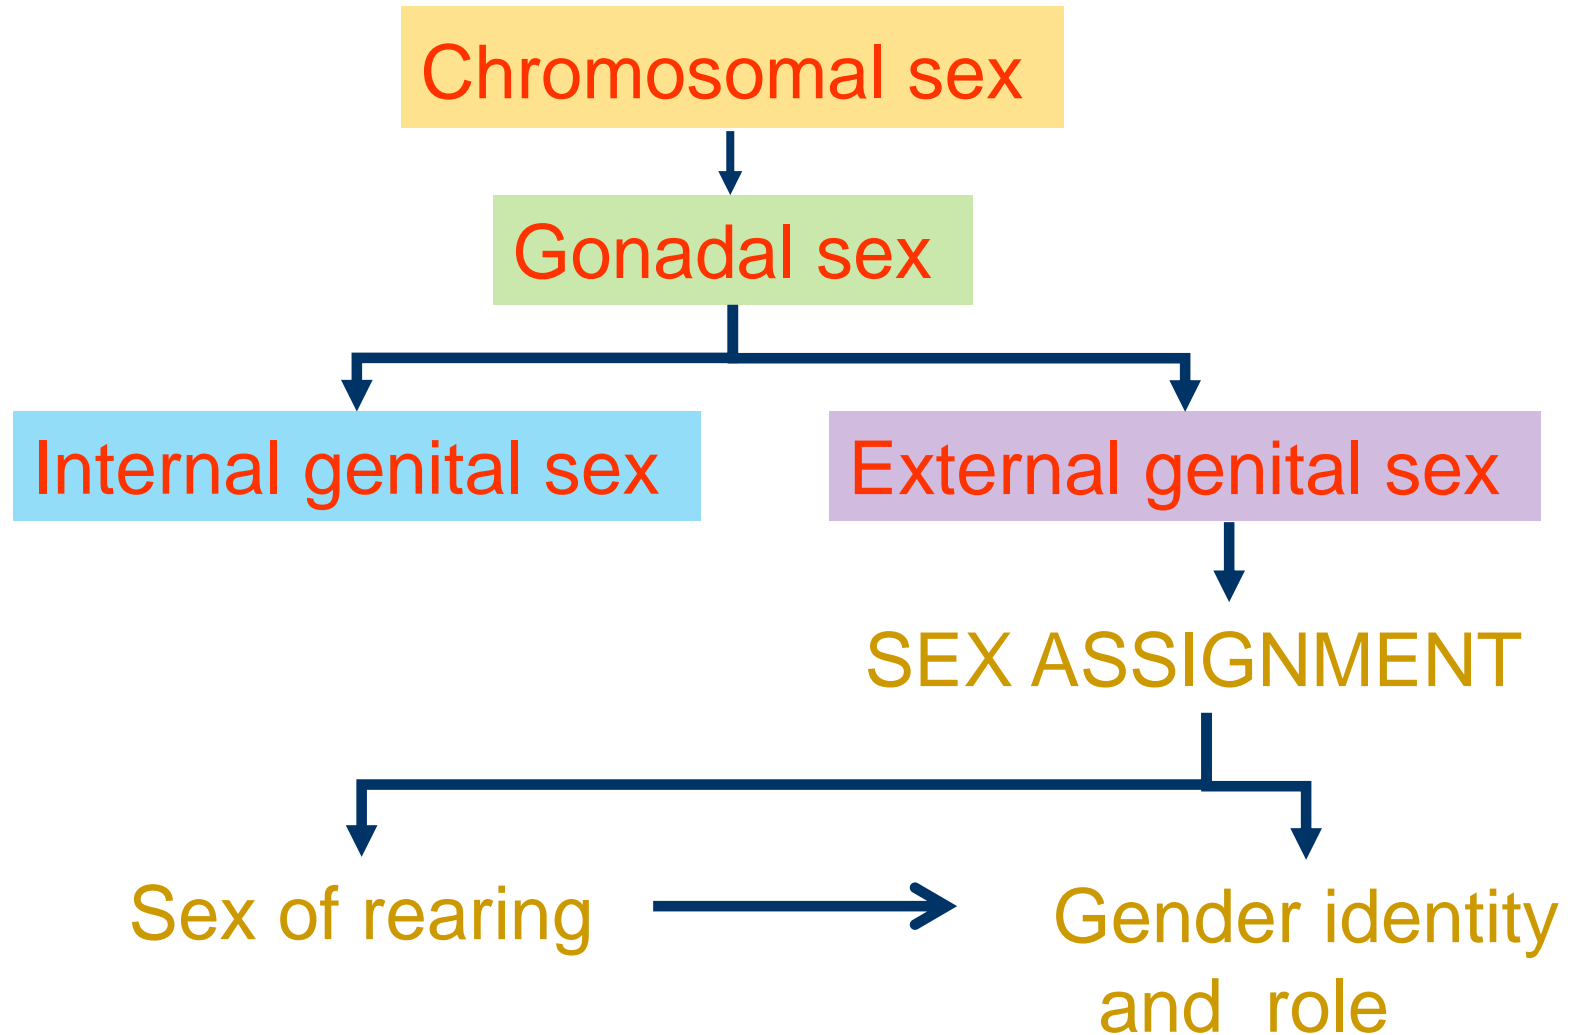 Chromosomal sex
Gonadal sex
Internal genital sex
External genital sex
SEX ASSIGNMENT
Sex of rearing
Gender identity
and role